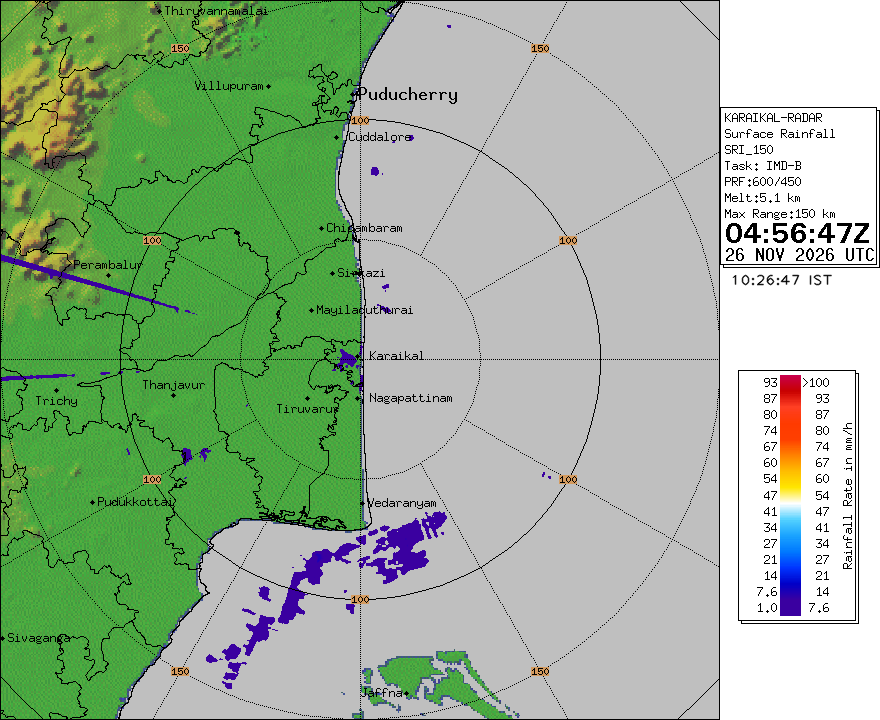 Thiruvannamalai
150
150
Villupuram
Puducherry
100
Cuddalore
KARAIKAL-RADAR
Surface Rainfall
SRI_150
Task: IMD-B
PRF:600/450
Melt:5.1 km
Max Range:150 km
04:56:47Z
26 NOV 2026 UTC
10:26:47 IST
Chidambaram
100
100
Perambalur
Sirkazi
Mayiladuthurai
Karaikal
Thanjavur
Trichy
Nagapattinam
Tiruvarur
100
100
Pudukkottai
Vedaranyam
100
Sivaganga
150
150
Jaffna
93 >100
87 93
80 87
74 80
67 74
60 67
54 60
47 54
41 47
34 41
27 34
21 27
14 21
7.6 14
1.0 7.6
Rainfall Rate in mm/h